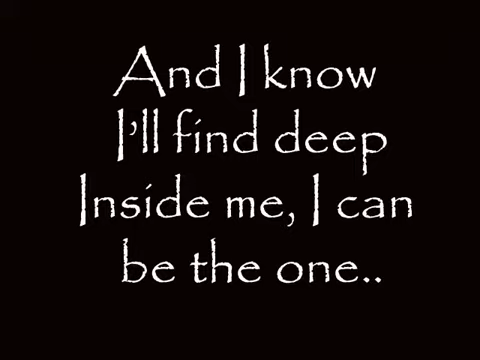 And I know
I'll find deep
Inside me, I can
be the one..